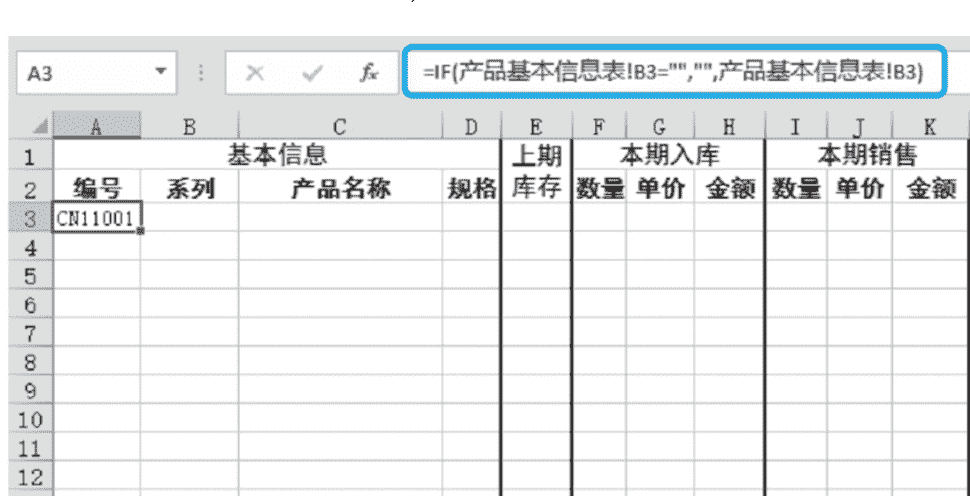 A3 fx =IF(产品基本信息表!B3="","",产品基本信息表!B3)
A B C D E F G H I J K
1 基本信息 上期 本期入库 本期销售
2 编号 系列 产品名称 规格 库存 数量 单价 金额 数量 单价 金额
3 CN11001
4
5
6
7
8
9
10
11
12